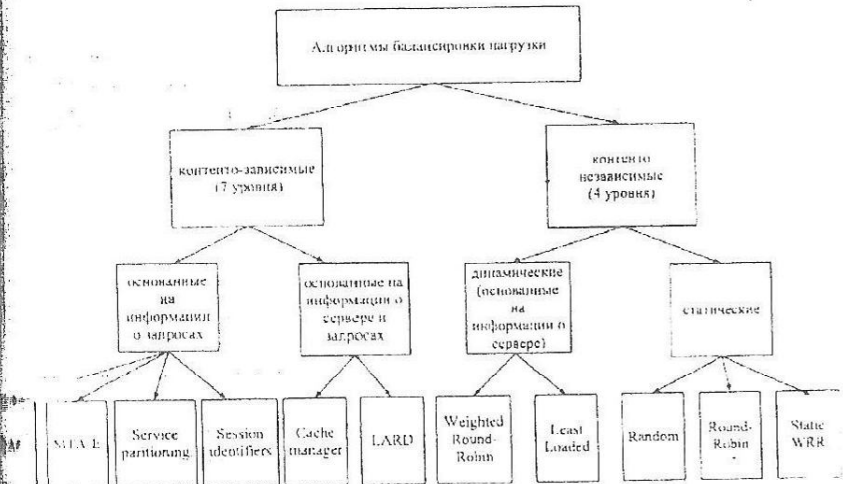 Алгоритмы балансировки нагрузки
контенто-зависимые
(7 уровня)
контенто
независимые
(4 уровня)
основанные
на
информации
о запросах
основанные на
информации о
сервере и
запросах
динамические
(основанные
на
информации о
сервере)
статические
Service
partitioning
Session
identifiers
Cache
manager
LARD
Weighted
Round-
Robin
Least
Loaded
Random
Round-
Robin
Static
WRR